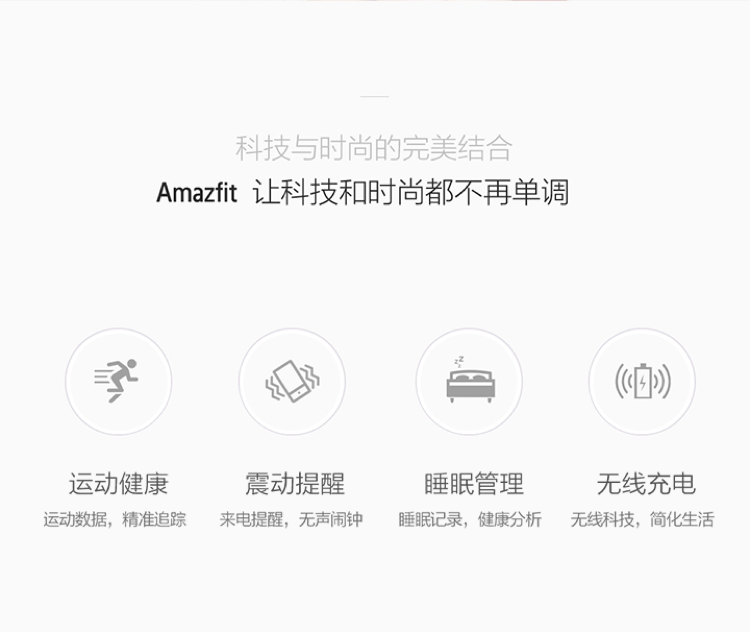 科技与时尚的完美结合
Amazfit 让科技和时尚都不再单调
运动健康 震动提醒 睡眠管理 无线充电
运动数据，精准追踪 来电提醒，无声闹钟 睡眠记录，健康分析 无线科技，简化生活